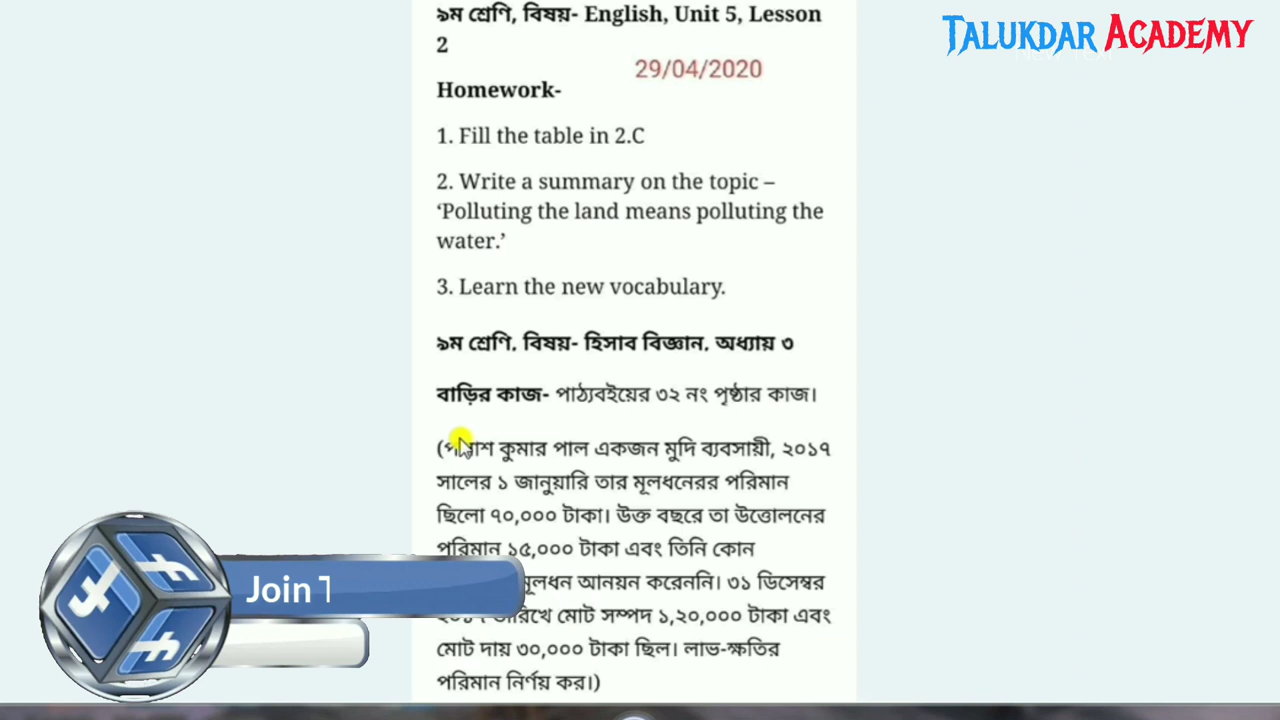 ৯ম শ্রেণি, বিষয়- English, Unit 5, Lesson
2
TALUKDAR ACADEMY
29/04/2020
Homework-
1. Fill the table in 2.C
2. Write a summary on the topic –
‘Polluting the land means polluting the
water.’
3. Learn the new vocabulary.
৯ম শ্রেণি, বিষয়- হিসাব বিজ্ঞান, অধ্যায় ৩
বাড়ির কাজ- পাঠ্যবইয়ের ৩২ নং পৃষ্ঠার কাজ।
কুমার পাল একজন মুদি ব্যবসায়ী, ২০১৭
সালের ১ জানুয়ারি তার মূলধনেরর পরিমান
ছিলো ৭০,০০০ টাকা। উক্ত বছরে তা উত্তোলনের
পরিমান ১৫,০০০ টাকা এবং তিনি কোন
মূলধন আনয়ন করেননি। ৩১ ডিসেম্বর
তারিখে মোট সম্পদ ১,২০,০০০ টাকা এবং
মোট দায় ৩০,০০০ টাকা ছিল। লাভ-ক্ষতির
পরিমান নির্ণয় কর।)
Join T